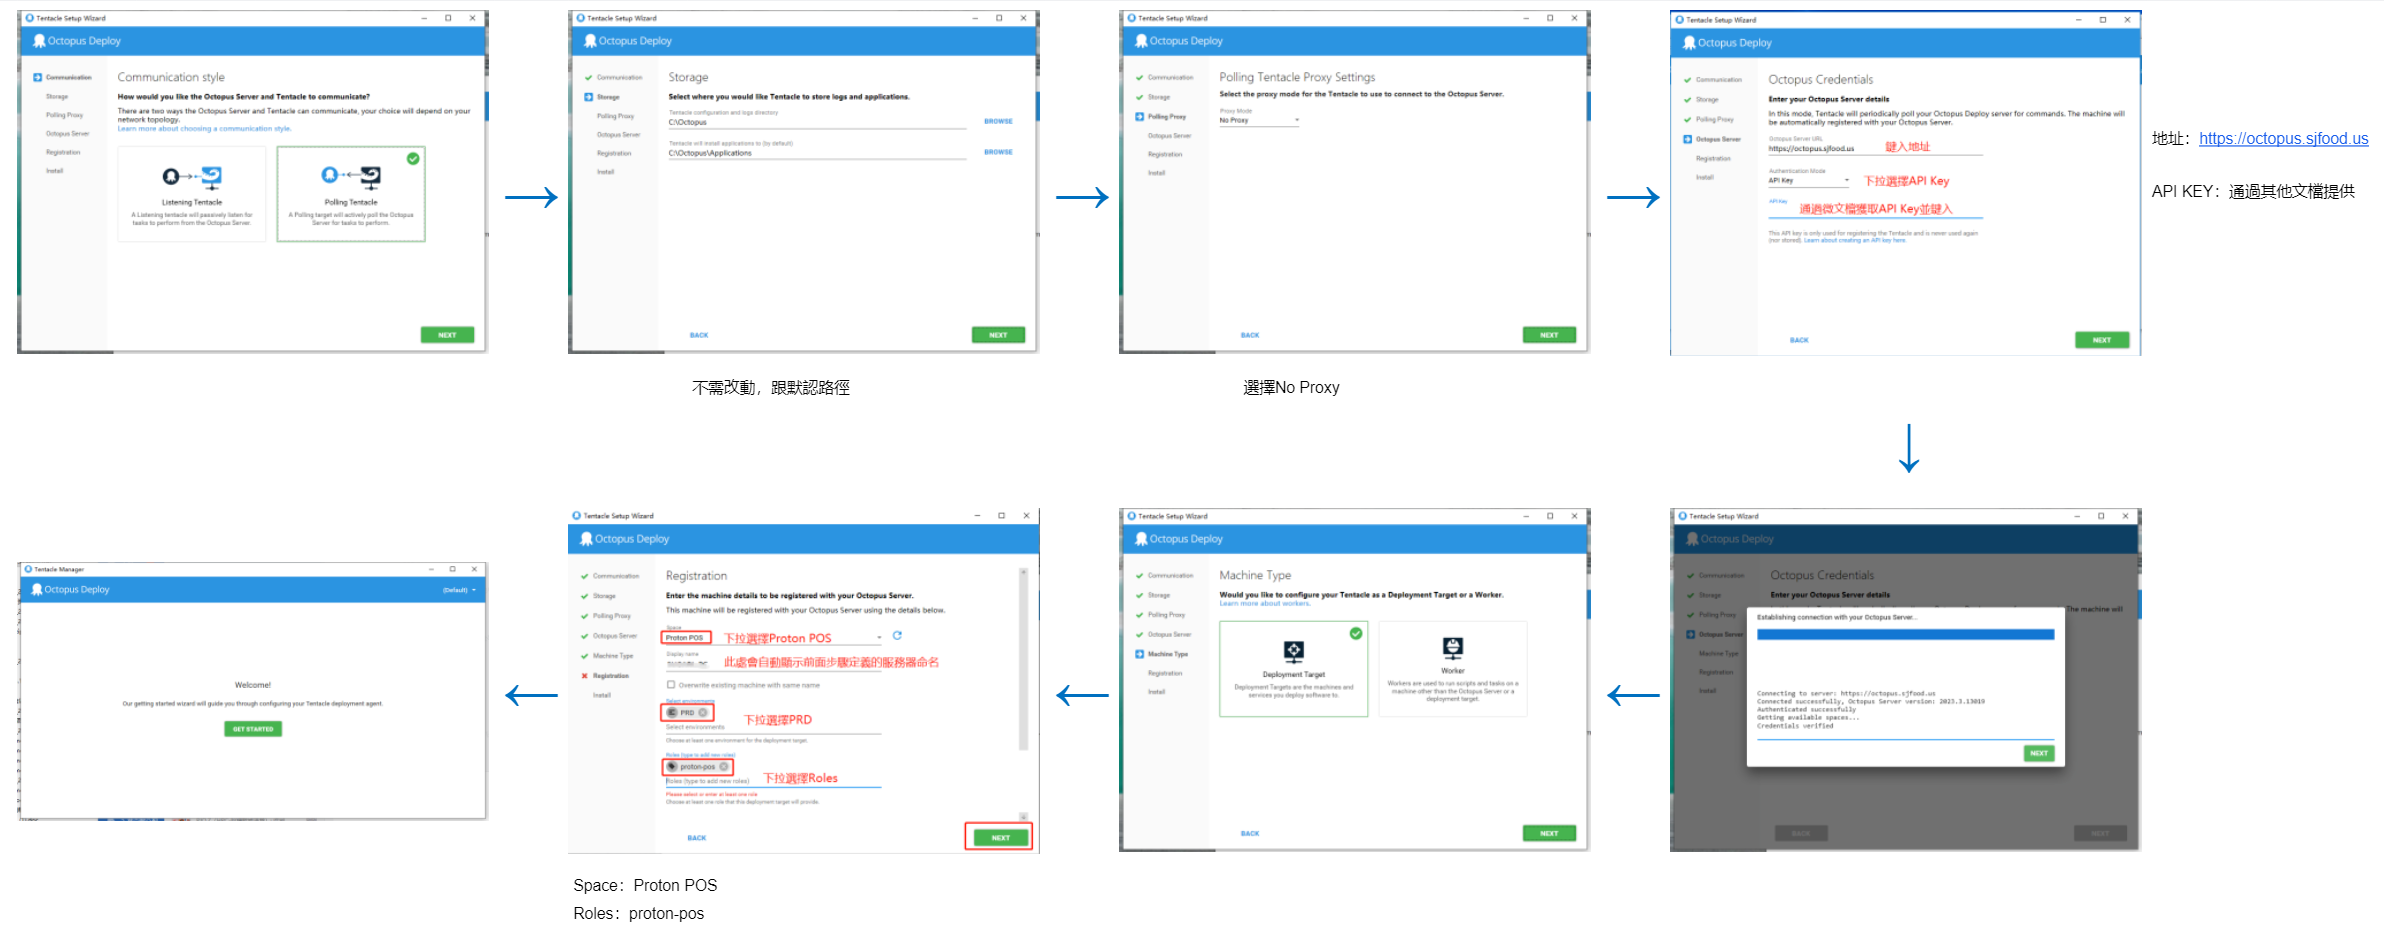 Tentacle Setup Wizard
Octopus Deploy
Communication
Storage
Polling Proxy
Octopus Server
Registration
Install
Communication style
How would you like the Octopus Server and Tentacle to communicate?
There are two ways the Octopus Server and Tentacle can communicate, your choice will depend on your
network topology.
Learn more about choosing a communication style.
Listening Tentacle
A Listening tentacle will passively listen for
tasks to perform from the Octopus Server.
Polling Tentacle
A Polling target will actively poll the Octopus
Server for tasks to perform.
NEXT
Tentacle Setup Wizard
Octopus Deploy
Communication
Storage
Polling Proxy
Octopus Server
Registration
Install
Storage
Select where you would like Tentacle to store logs and applications.
Tentacle configuration and logs directory
C:\Octopus
BROWSE
Tentacle will install applications to (by default)
C:\Octopus\Applications
BROWSE
BACK
NEXT
不需改動，跟默認路徑
Tentacle Setup Wizard
Octopus Deploy
Communication
Storage
Polling Proxy
Octopus Server
Registration
Install
Polling Tentacle Proxy Settings
Select the proxy mode for the Tentacle to use to connect to the Octopus Server.
Proxy Mode
No Proxy
BACK
NEXT
選擇No Proxy
Tentacle Setup Wizard
Octopus Deploy
Communication
Storage
Polling Proxy
Octopus Server
Registration
Install
Octopus Credentials
Enter your Octopus Server details
In this mode, Tentacle will periodically poll your Octopus Deploy server for commands. The machine will
be automatically registered with your Octopus Server.
Octopus Server URL
https://octopus.sjfood.us
鍵入地址
Authentication Mode
API Key
下拉選擇API Key
API Key
通過微文檔獲取API Key並鍵入
This API key is only used for registering the Tentacle and is never used again
(nor stored). Learn about creating an API key here.
BACK
NEXT
地址：https://octopus.sjfood.us
API KEY：通過其他文檔提供
Tentacle Setup Wizard
Octopus Deploy
Communication
Storage
Polling Proxy
Octopus Server
Machine Type
Registration
Install
Octopus Credentials
Enter your Octopus Server details
The machine will
Establishing connection with your Octopus Server...
Connecting to server: https://octopus.sjfood.us
Connected successfully, Octopus Server version: 2023.3.13019
Authenticated successfully
Getting available spaces...
Credentials verified
NEXT
BACK
NEXT
Tentacle Setup Wizard
Octopus Deploy
Communication
Storage
Polling Proxy
Octopus Server
Machine Type
Registration
Install
Machine Type
Would you like to configure your Tentacle as a Deployment Target or a Worker.
Learn more about workers.
Deployment Target
Deployment Targets are the machines and
services you deploy software to.
Worker
Workers are used to run scripts and tasks on a
machine other than the Octopus Server or a
deployment target.
BACK
NEXT
Tentacle Setup Wizard
Octopus Deploy
Communication
Storage
Polling Proxy
Octopus Server
Machine Type
Registration
Install
Registration
Enter the machine details to be registered with your Octopus Server.
This machine will be registered with your Octopus Server using the details below.
Space
Proton POS
下拉選擇Proton POS
Display name
此處會自動顯示前面步驟定義的服務器命名
Overwrite existing machine with same name
Select environments
PRD
下拉選擇PRD
Select environments
Choose at least one environment for the deployment target.
Roles (type to add new roles)
proton-pos
下拉選擇Roles
Roles (type to add new roles)
Please select or enter at least one role
Choose at least one role that this deployment target will provide.
BACK
NEXT
Space：Proton POS
Roles：proton-pos
Tentacle Manager
Octopus Deploy
(Default)
Welcome!
Our getting started wizard will guide you through configuring your Tentacle deployment agent.
GET STARTED